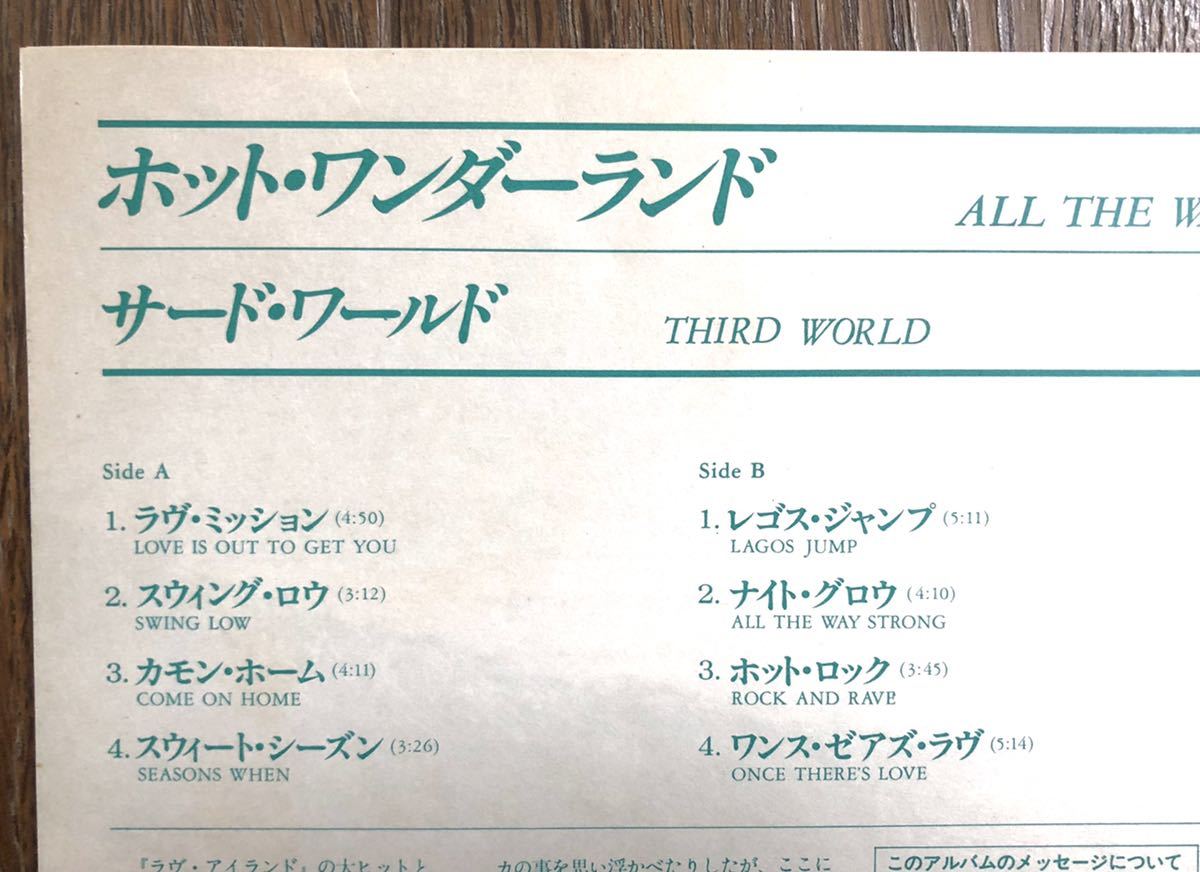 ホット・ワンダーランド
ALL THE
サード・ワールド
THIRD WORLD
Side A
1. ラヴ・ミッション (4:50)
LOVE IS OUT TO GET YOU
2. スウィング・ロウ (3:12)
SWING LOW
3. カモン・ホーム (4:11)
COME ON HOME
4. スウィート・シーズン (3:26)
SEASONS WHEN
Side B
1. レゴス・ジャンプ (5:11)
LAGOS JUMP
2. ナイト・グロウ (4:10)
ALL THE WAY STRONG
3. ホット・ロック (3:45)
ROCK AND RAVE
4. ワンス・ゼアズ・ラヴ (5:14)
ONCE THERE'S LOVE
『ラヴ・アイランド』の大ヒットと
カの事を思い浮かべたりしたが、ここに
このアルバムのメッセージについて